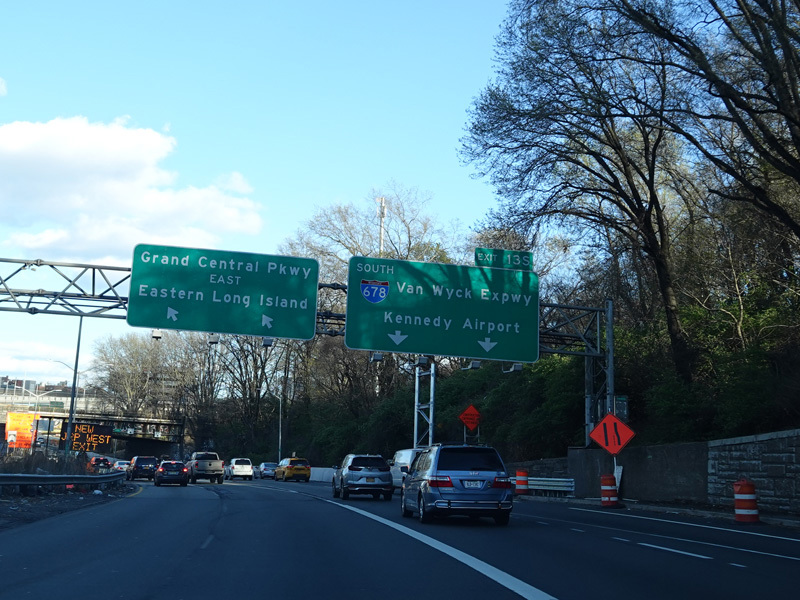 Grand Central Pkwy
EAST
Eastern Long Island
EXIT 13S
SOUTH
678
Van Wyck Expwy
Kennedy Airport
NEW
JRP WEST
EXIT